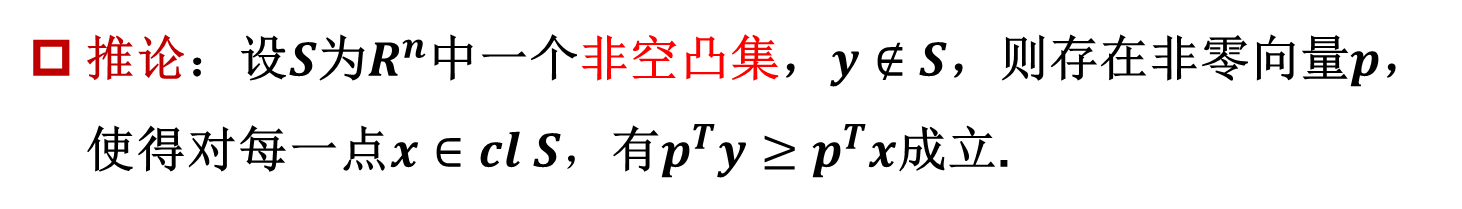 推论：设S为Rⁿ中一个非空凸集，y ∉ S，则存在非零向量p，
使得对每一点x ∈ cl S，有pᵀy ≥ pᵀx成立.